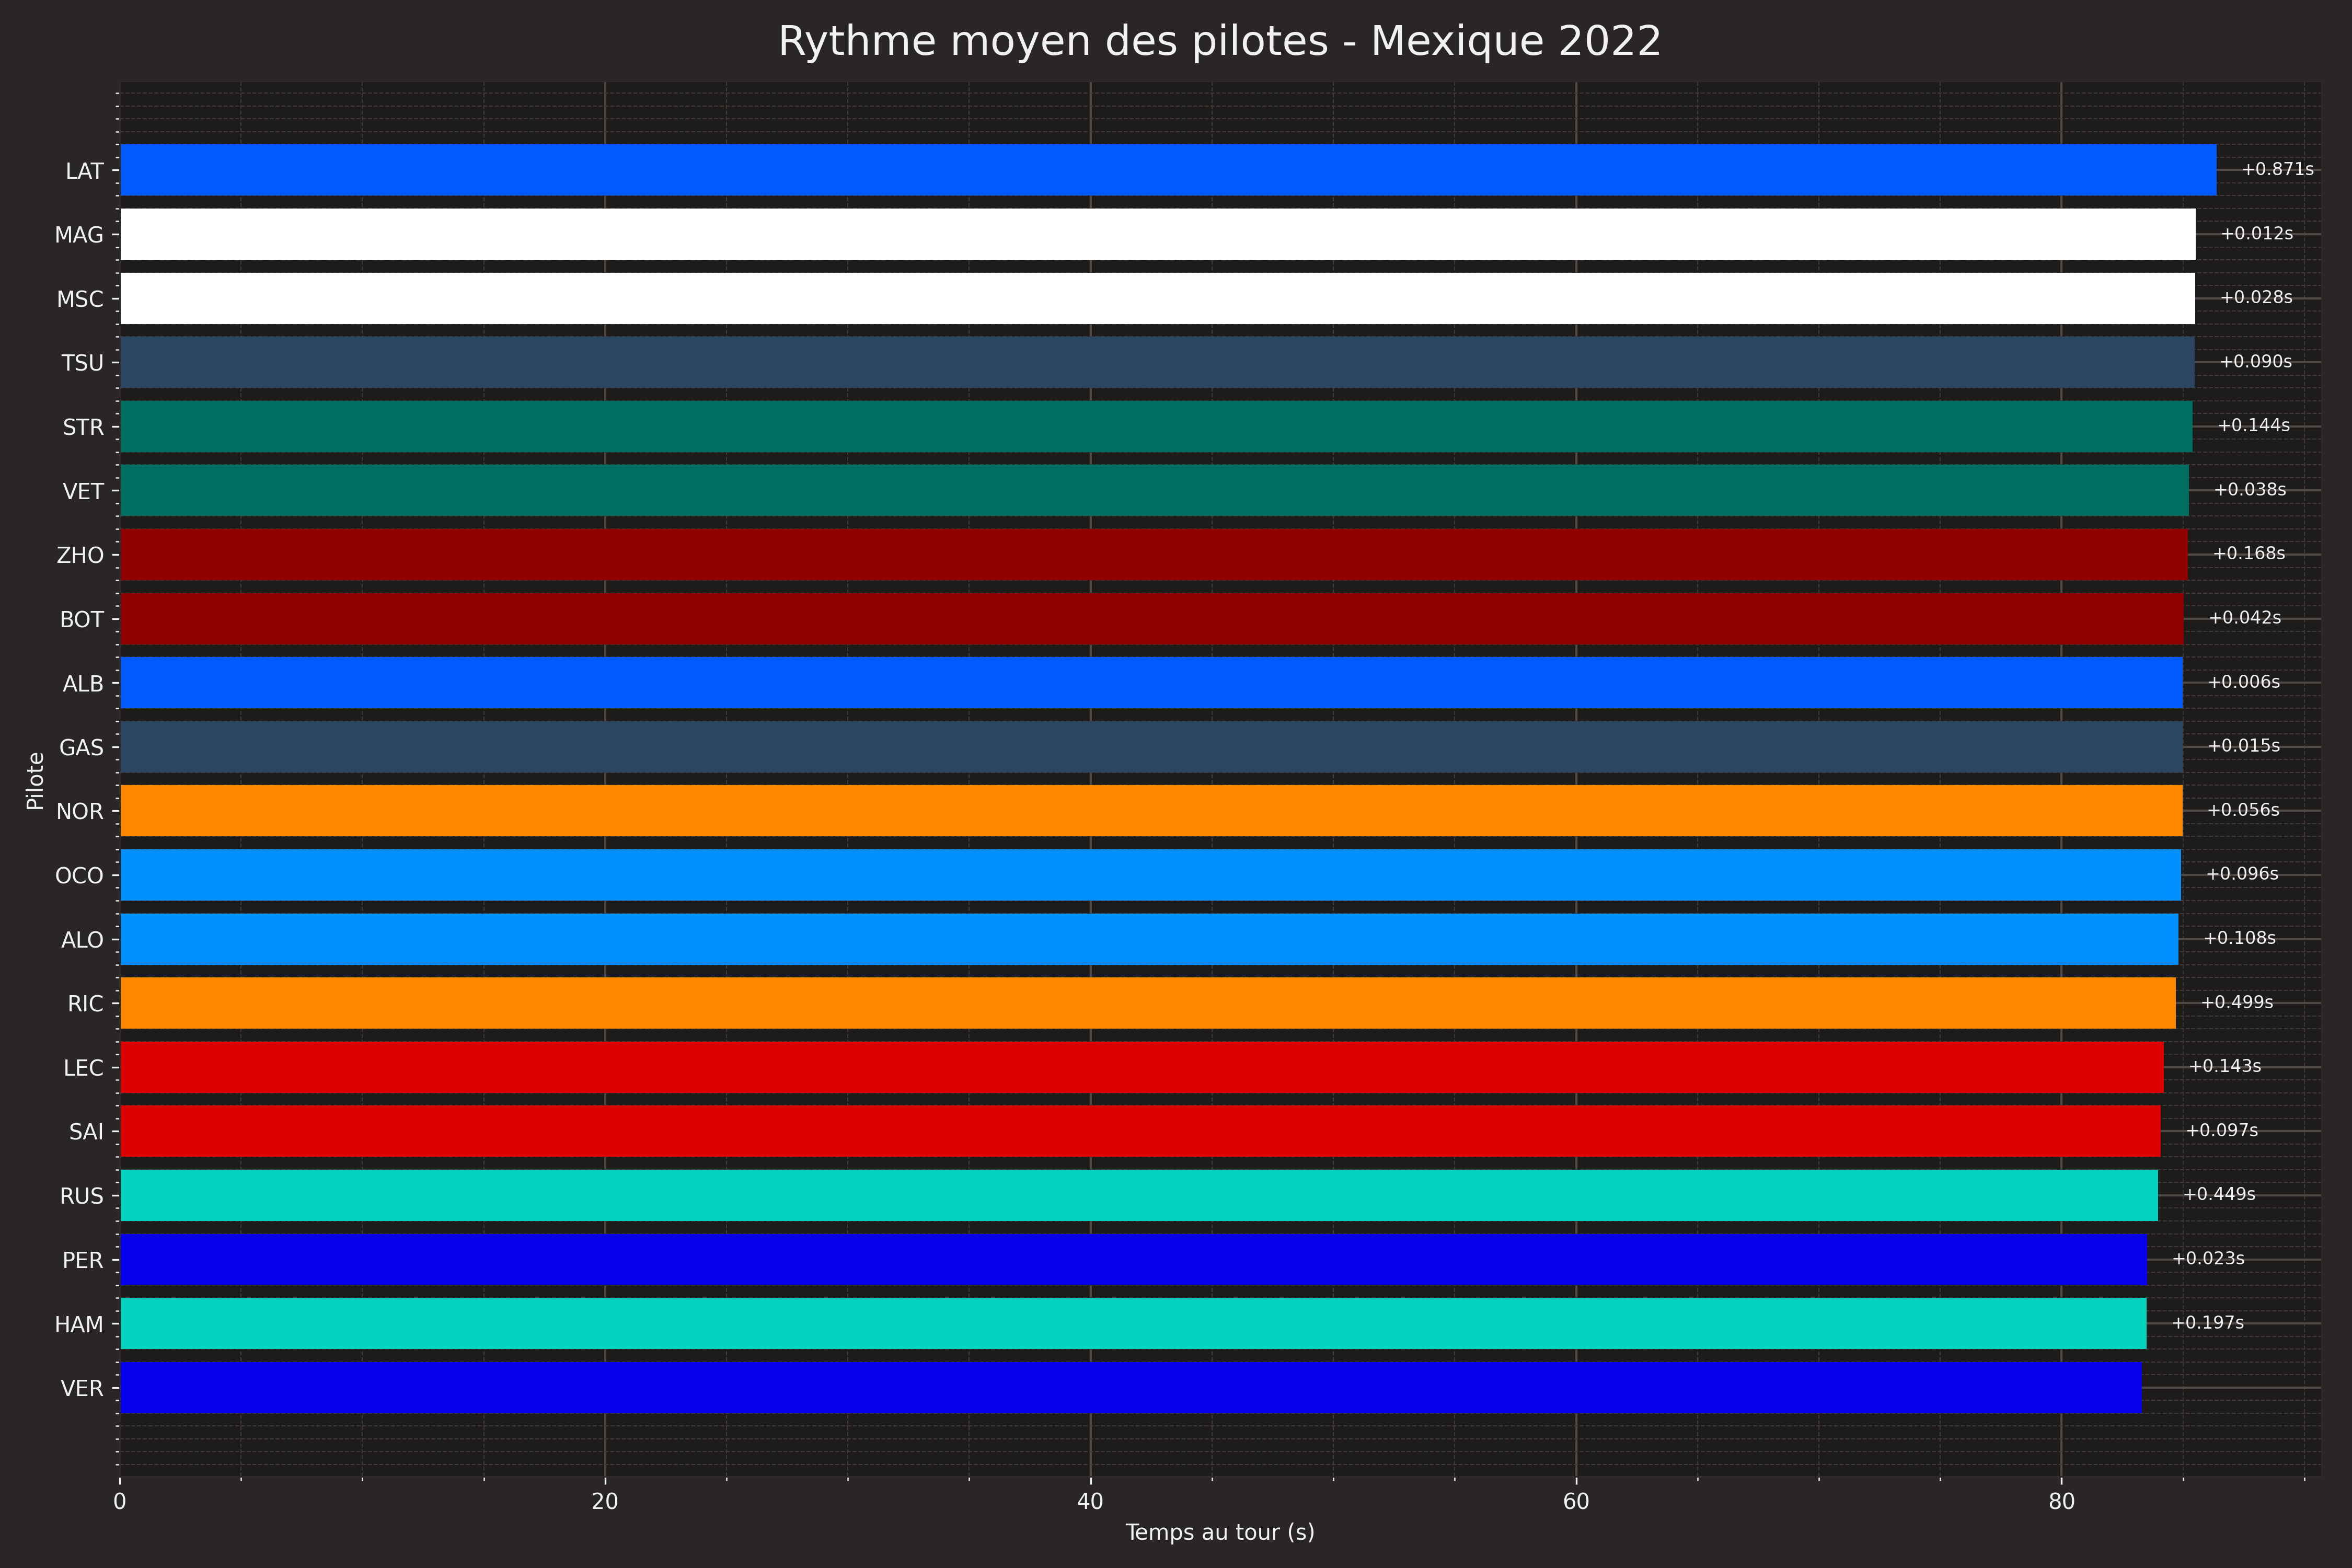 Rythme moyen des pilotes - Mexique 2022
Pilote
LAT +0.871s
MAG +0.012s
MSC +0.028s
TSU +0.090s
STR +0.144s
VET +0.038s
ZHO +0.168s
BOT +0.042s
ALB +0.006s
GAS +0.015s
NOR +0.056s
OCO +0.096s
ALO +0.108s
RIC +0.499s
LEC +0.143s
SAI +0.097s
RUS +0.449s
PER +0.023s
HAM +0.197s
VER
0 20 40 60 80
Temps au tour (s)